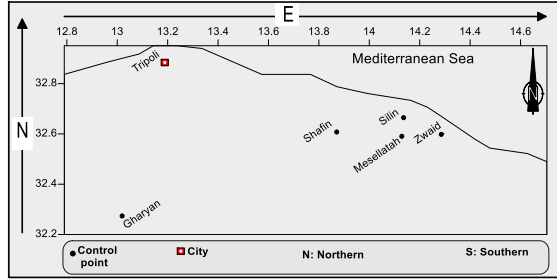 E
12.8 13 13.2 13.4 13.6 13.8 14 14.2 14.4 14.6
Mediterranean Sea
Tripoli
32.8
N
N
Silin
Shafin
32.6
Mesellatah
Zwaid
32.4
Gharyan
32.2
Control point
City
N: Northern
S: Southern